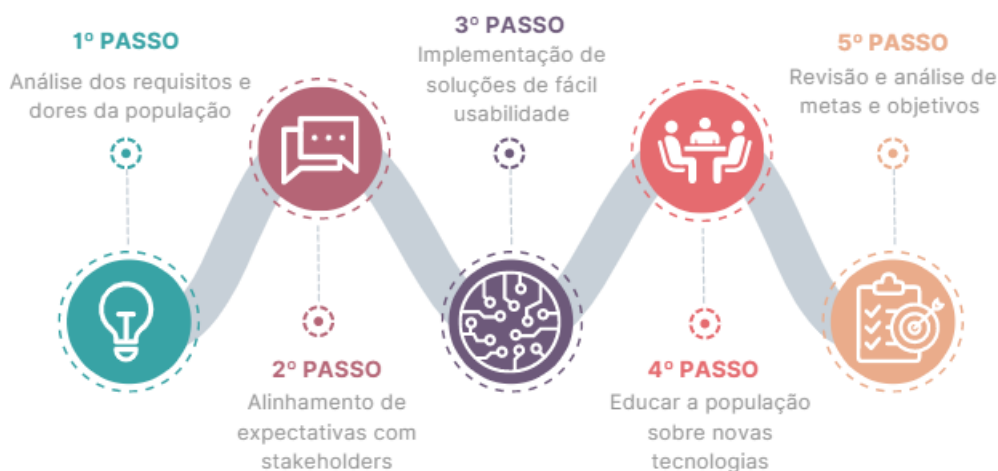 1º PASSO
Análise dos requisitos e
dores da população
2º PASSO
Alinhamento de
expectativas com
stakeholders
3º PASSO
Implementação de
soluções de fácil
usabilidade
4º PASSO
Educar a população
sobre novas
tecnologias
5º PASSO
Revisão e análise de
metas e objetivos